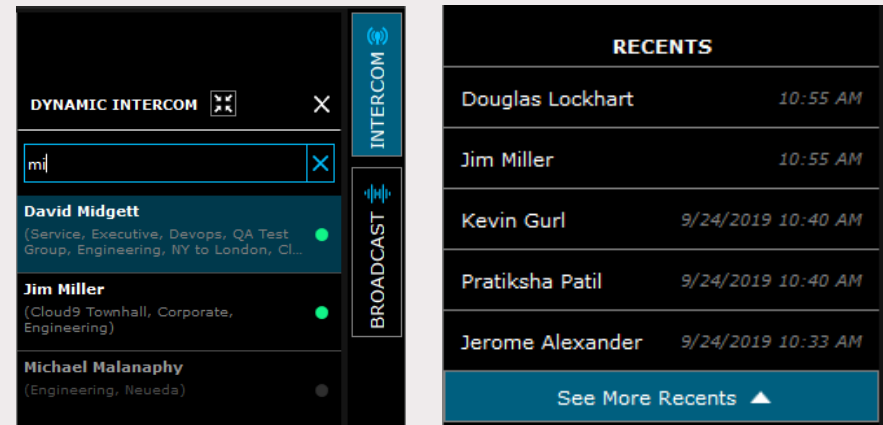 DYNAMIC INTERCOM
mi
David Midgett
(Service, Executive, Devops, QA Test
Group, Engineering, NY to London, Cl...
Jim Miller
(Cloud9 Townhall, Corporate,
Engineering)
Michael Malanaphy
(Engineering, Neueda)
INTERCOM
BROADCAST
RECENTS
Douglas Lockhart 10:55 AM
Jim Miller 10:55 AM
Kevin Gurl 9/24/2019 10:40 AM
Pratiksha Patil 9/24/2019 10:40 AM
Jerome Alexander 9/24/2019 10:33 AM
See More Recents